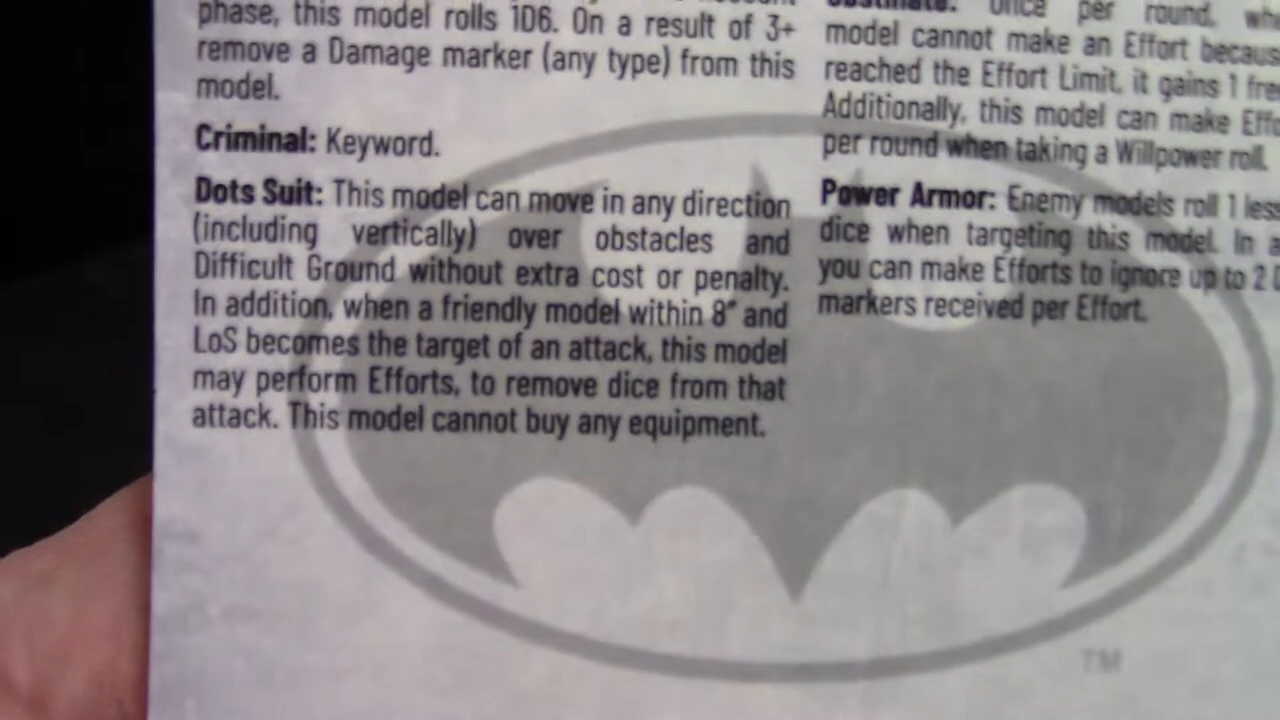 phase, this model rolls 1D6. On a result of 3+
remove a Damage marker (any type) from this
model.
Criminal: Keyword.
Dots Suit: This model can move in any direction
(including vertically) over obstacles and
Difficult Ground without extra cost or penalty.
In addition, when a friendly model within 8" and
LoS becomes the target of an attack, this model
may perform Efforts, to remove dice from that
attack. This model cannot buy any equipment.
Obstinate: Once per round,
model cannot make an Effort
reached the Effort Limit, it gains 1
Additionally, this model can make
per round when taking a Willpower roll.
Power Armor: Enemy models roll 1 less
dice when targeting this model. In
you can make Efforts to ignore up to 2
markers received per Effort.
TM